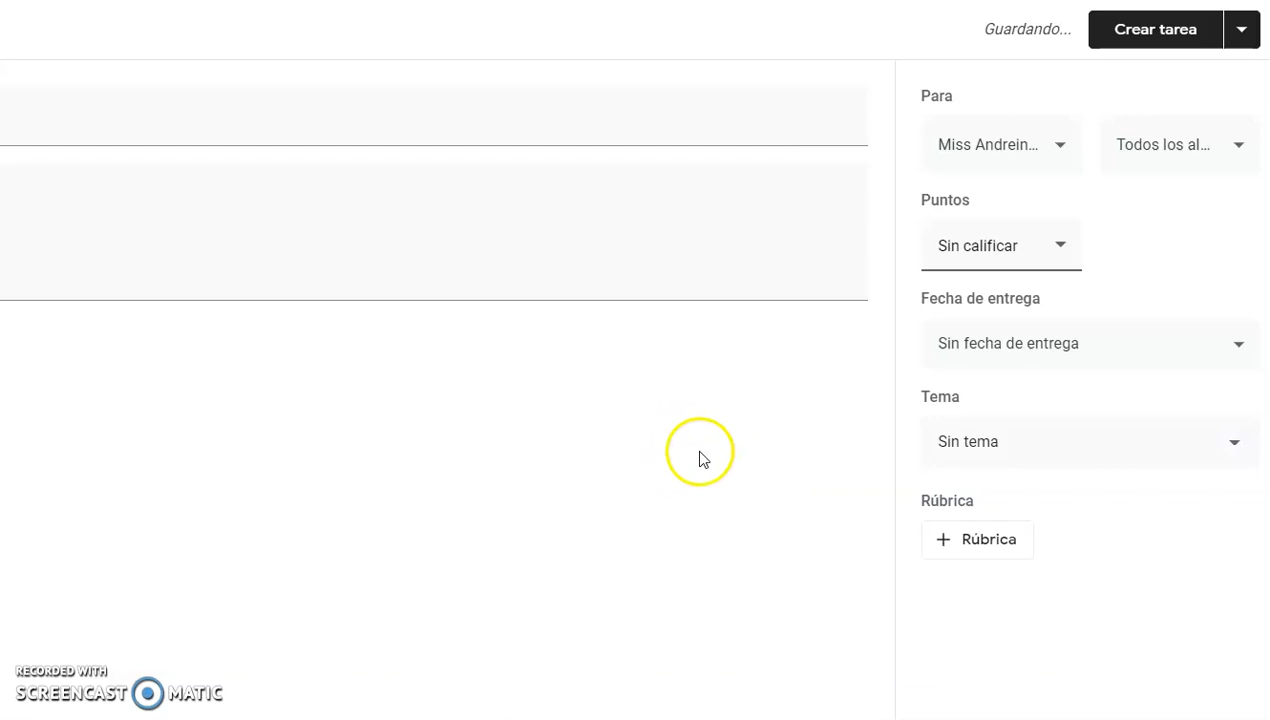 Guardando...
Crear tarea
Para
Miss Andrein...
Todos los al...
Puntos
Sin calificar
Fecha de entrega
Sin fecha de entrega
Tema
Sin tema
Rúbrica
+ Rúbrica
RECORDED WITH
SCREENCAST MATIC